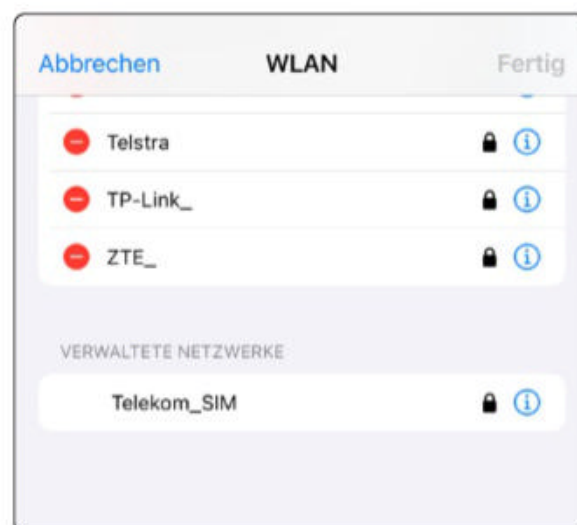 Abbrechen WLAN Fertig
Telstra
TP-Link_
ZTE_
VERWALTETE NETZWERKE
Telekom_SIM